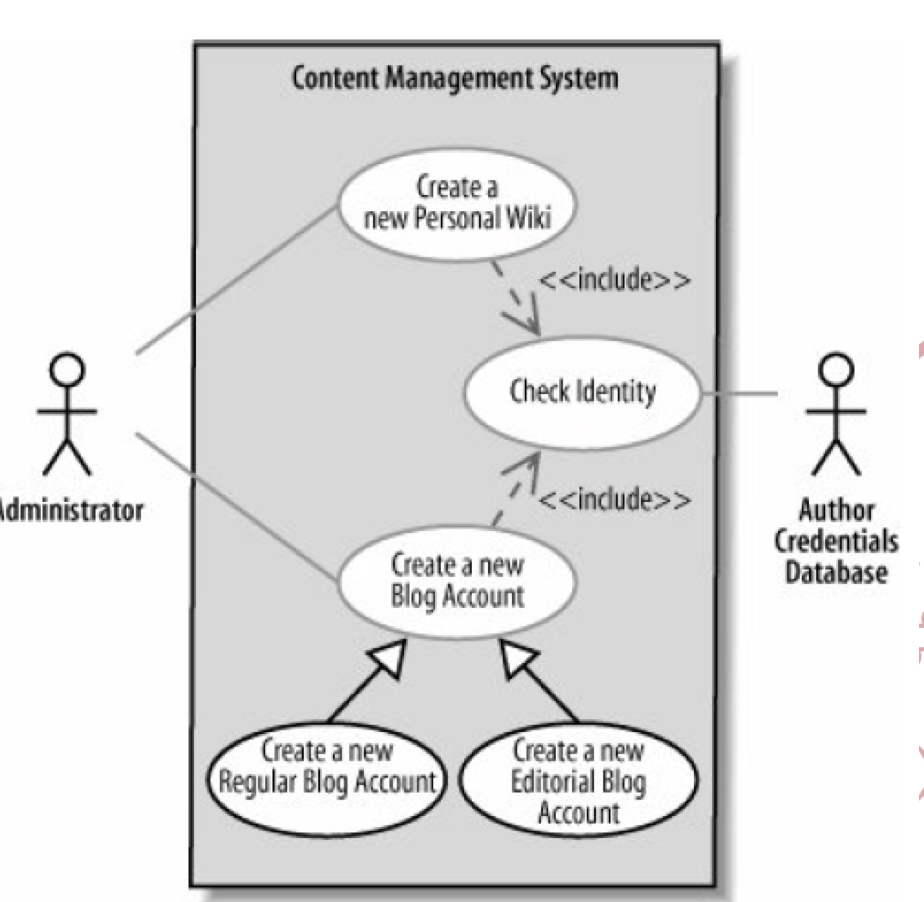 Content Management System
Create a
new Personal Wiki
<<include>>
Check Identity
<<include>>
Administrator
Author
Credentials
Database
Create a new
Blog Account
Create a new
Regular Blog Account
Create a new
Editorial Blog
Account